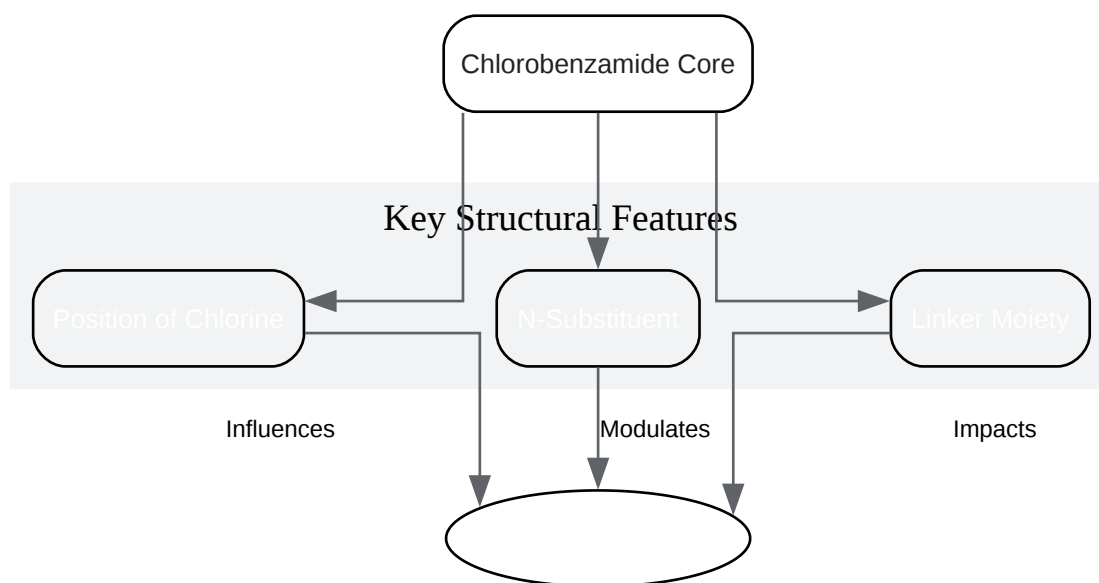 Chlorobenzamide Core
Key Structural Features
Position of Chlorine
N-Substituent
Linker Moiety
Influences
Modulates
Impacts